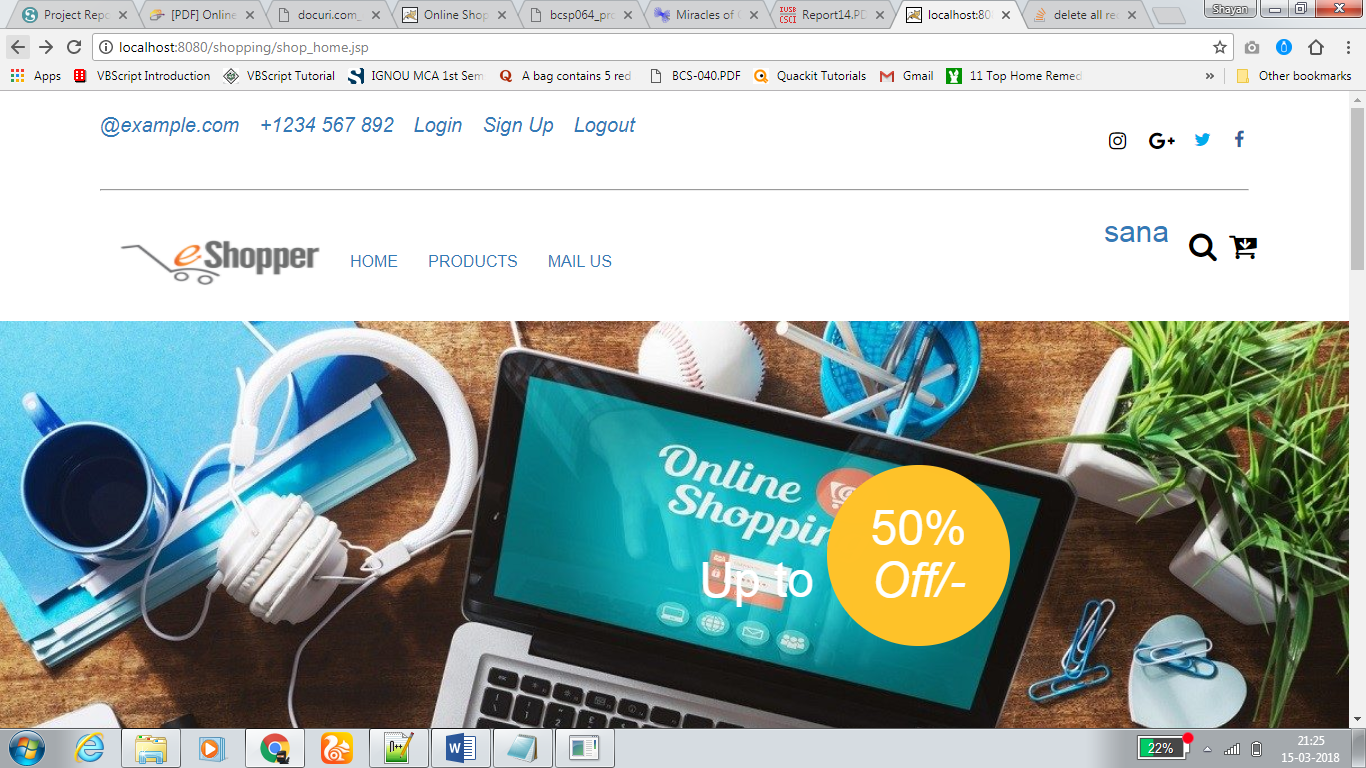 Project Repo
[PDF] Online
docuri.com_
Online Shop
bcsp064_pro
Miracles of
IUSB CSCI
Report14.PD
localhost:80
delete all re
Shayan
localhost:8080/shopping/shop_home.jsp
Apps
VBScript Introduction
VBScript Tutorial
IGNOU MCA 1st Sem
A bag contains 5 red
BCS-040.PDF
Quackit Tutorials
Gmail
11 Top Home Remed
»
Other bookmarks
@example.com +1234 567 892 Login Sign Up Logout
G+
sana
eShopper
HOME PRODUCTS MAIL US
Online
Shoppin
50%
Off/-
Up to
N++
W
22%
21:25
15-03-2018